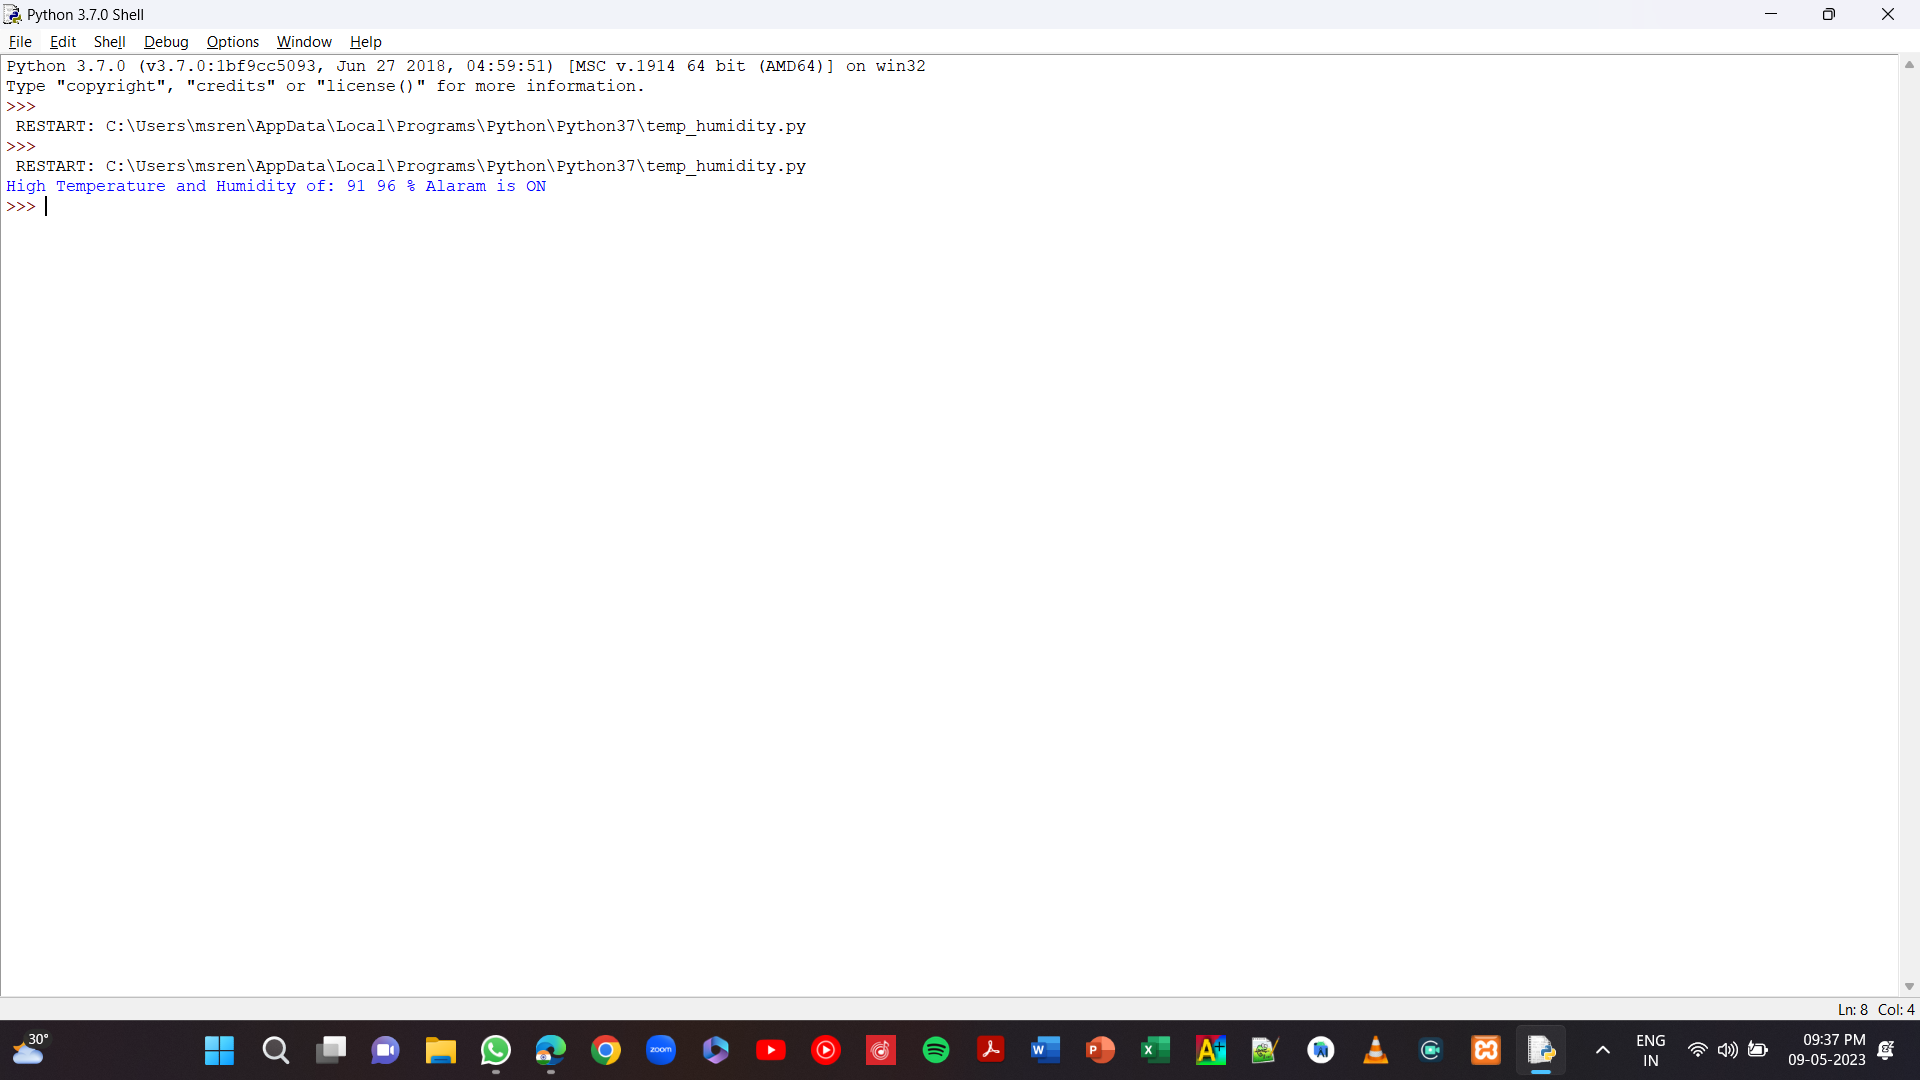 Python 3.7.0 Shell
File Edit Shell Debug Options Window Help
Python 3.7.0 (v3.7.0:1bf9cc5093, Jun 27 2018, 04:59:51) [MSC v.1914 64 bit (AMD64)] on win32
Type "copyright", "credits" or "license()" for more information.
>>>
RESTART: C:\Users\msren\AppData\Local\Programs\Python\Python37\temp_humidity.py
>>>
RESTART: C:\Users\msren\AppData\Local\Programs\Python\Python37\temp_humidity.py
High Temperature and Humidity of: 91 96 % Alaram is ON
>>>
Ln: 8 Col: 4
30°
zoom
ENG
IN
09:37 PM
09-05-2023